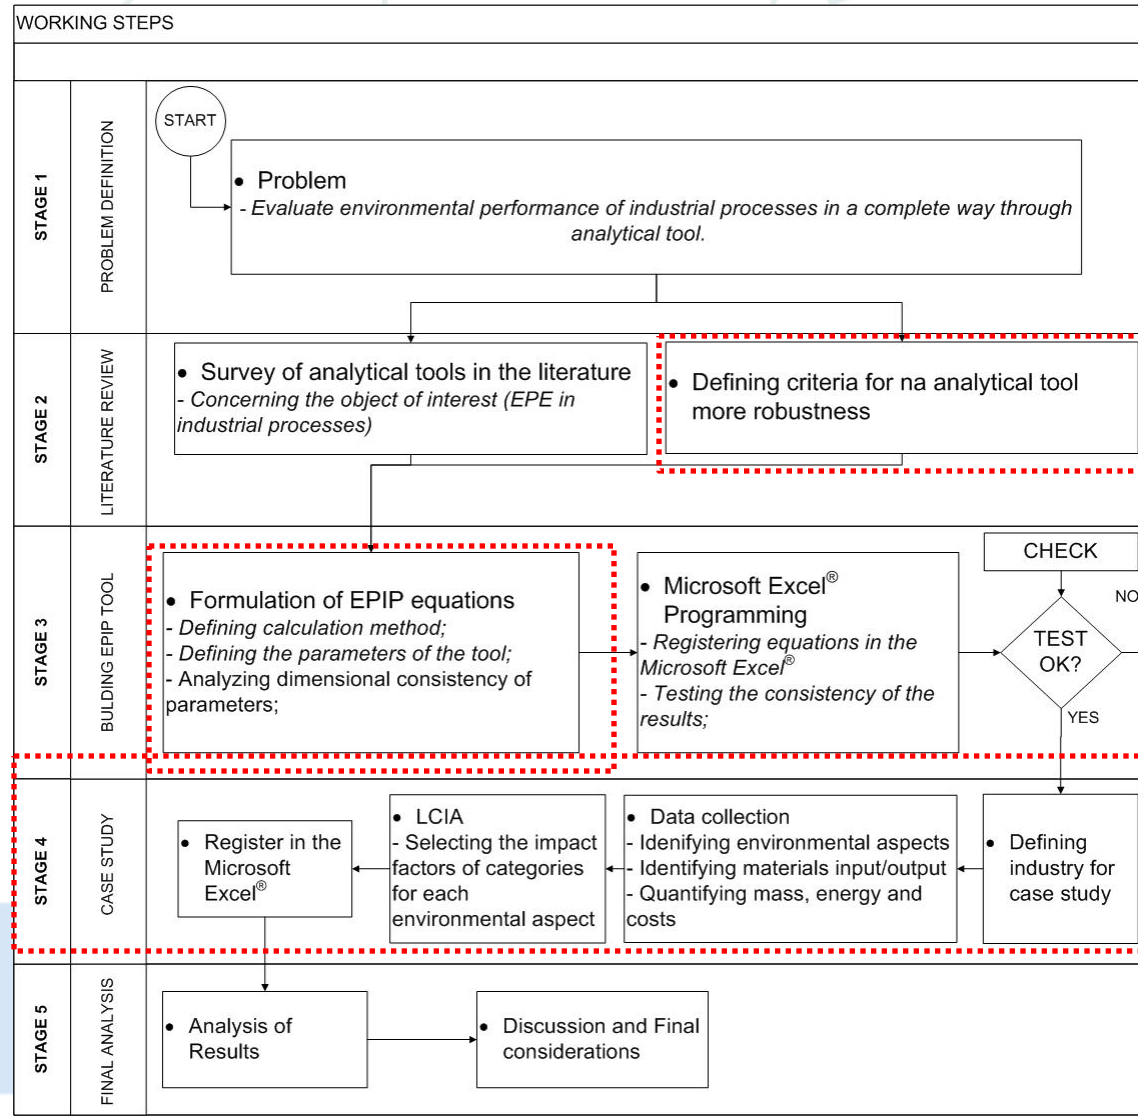 WORKING STEPS
STAGE 1
PROBLEM DEFINITION
START
• Problem
- Evaluate environmental performance of industrial processes in a complete way through
analytical tool.
STAGE 2
LITERATURE REVIEW
• Survey of analytical tools in the literature
- Concerning the object of interest (EPE in
industrial processes)
• Defining criteria for na analytical tool
more robustness
STAGE 3
BULDING EPIP TOOL
• Formulation of EPIP equations
- Defining calculation method;
- Defining the parameters of the tool;
- Analyzing dimensional consistency of
parameters;
• Microsoft Excel®
Programming
- Registering equations in the
Microsoft Excel®
- Testing the consistency of the
results;
CHECK
TEST
OK?
NO
YES
STAGE 4
CASE STUDY
• Register in the
Microsoft
Excel®
• LCIA
- Selecting the impact
factors of categories
for each
environmental aspect
• Data collection
- Idenifying environmental aspects
- Identifying materials input/output
- Quantifying mass, energy and
costs
• Defining
industry for
case study
STAGE 5
FINAL ANALYSIS
• Analysis of
Results
• Discussion and Final
considerations